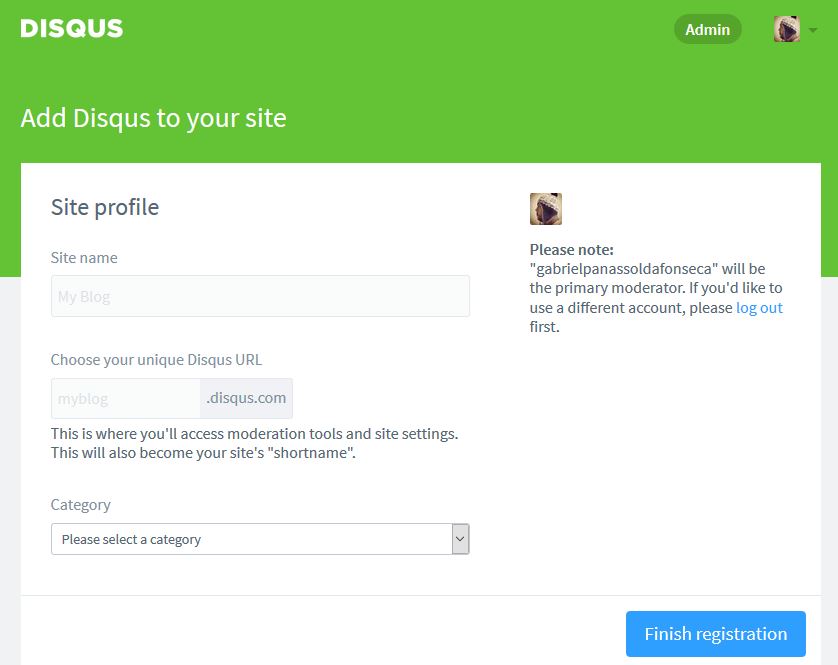 DISQUS
Admin
Add Disqus to your site
Site profile
Site name
My Blog
Choose your unique Disqus URL
myblog
.disqus.com
This is where you'll access moderation tools and site settings.
This will also become your site's "shortname".
Category
Please select a category
Please note:
"gabrielpanassoldafonseca" will be
the primary moderator. If you'd like to
use a different account, please log out
first.
Finish registration